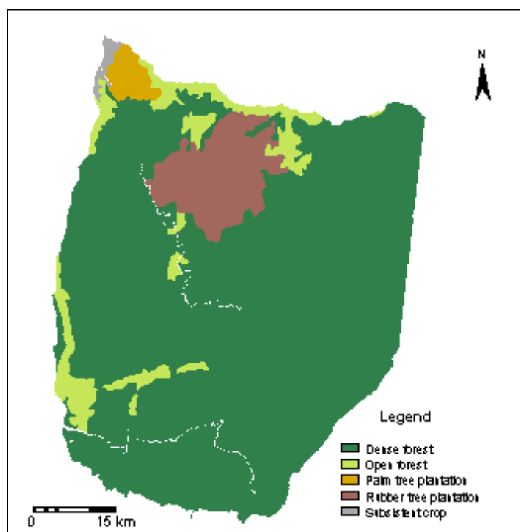 N
Legend
Dense forest
Open forest
Palm tree plantation
Rubber tree plantation
Subsistent crop
0 15 km